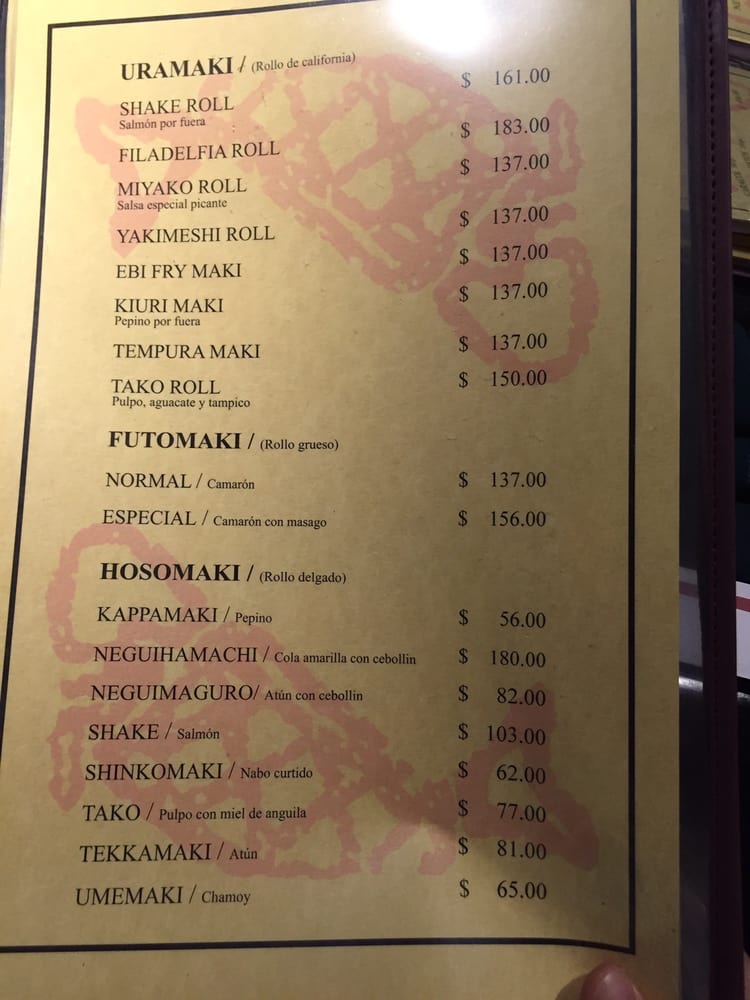 URAMAKI / (Rollo de california)
SHAKE ROLL $ 161.00
Salmón por fuera
FILADELFIA ROLL $ 183.00
MIYAKO ROLL $ 137.00
Salsa especial picante
YAKIMESHI ROLL $ 137.00
EBI FRY MAKI $ 137.00
KIURI MAKI $ 137.00
Pepino por fuera
TEMPURA MAKI $ 137.00
TAKO ROLL $ 150.00
Pulpo, aguacate y tampico
FUTOMAKI / (Rollo grueso)
NORMAL / Camarón $ 137.00
ESPECIAL / Camarón con masago $ 156.00
HOSOMAKI / (Rollo delgado)
KAPPAMAKI / Pepino $ 56.00
NEGUIHAMACHI / Cola amarilla con cebollin $ 180.00
NEGUIMAGURO/ Atún con cebollin $ 82.00
SHAKE / Salmón $ 103.00
SHINKOMAKI / Nabo curtido $ 62.00
TAKO / Pulpo con miel de anguila $ 77.00
TEKKAMAKI / Atún $ 81.00
UMEMAKI / Chamoy $ 65.00